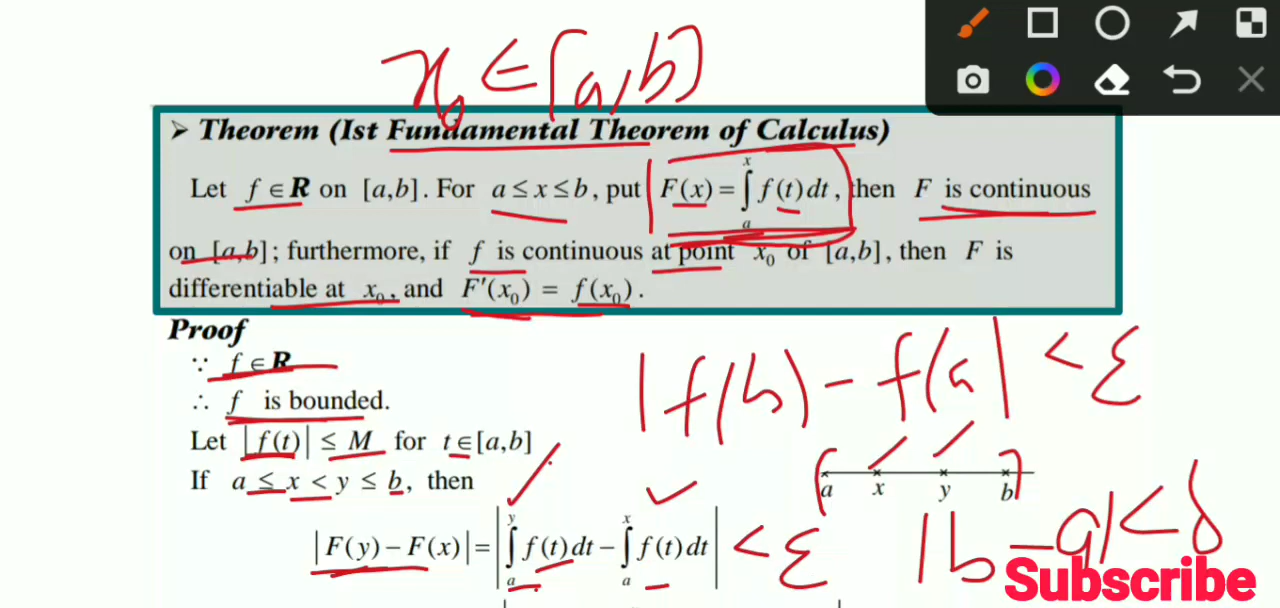 x₀ ∈ [a,b]
➤ Theorem (Ist Fundamental Theorem of Calculus)
Let f ∈ R on [a,b]. For a ≤ x ≤ b, put F(x) = ∫ₐˣ f(t)dt, then F is continuous
on [a,b]; furthermore, if f is continuous at point x₀ of [a,b], then F is
differentiable at x₀, and F′(x₀) = f(x₀).
Proof
∵ f ∈ R
∴ f is bounded.
|f(b) − f(a)| < ε
Let |f(t)| ≤ M for t ∈ [a,b]
If a ≤ x < y ≤ b, then
a x y b
|F(y) − F(x)| = |∫ₐʸ f(t)dt − ∫ₐˣ f(t)dt| < ε
|b − a| < δ
Subscribe